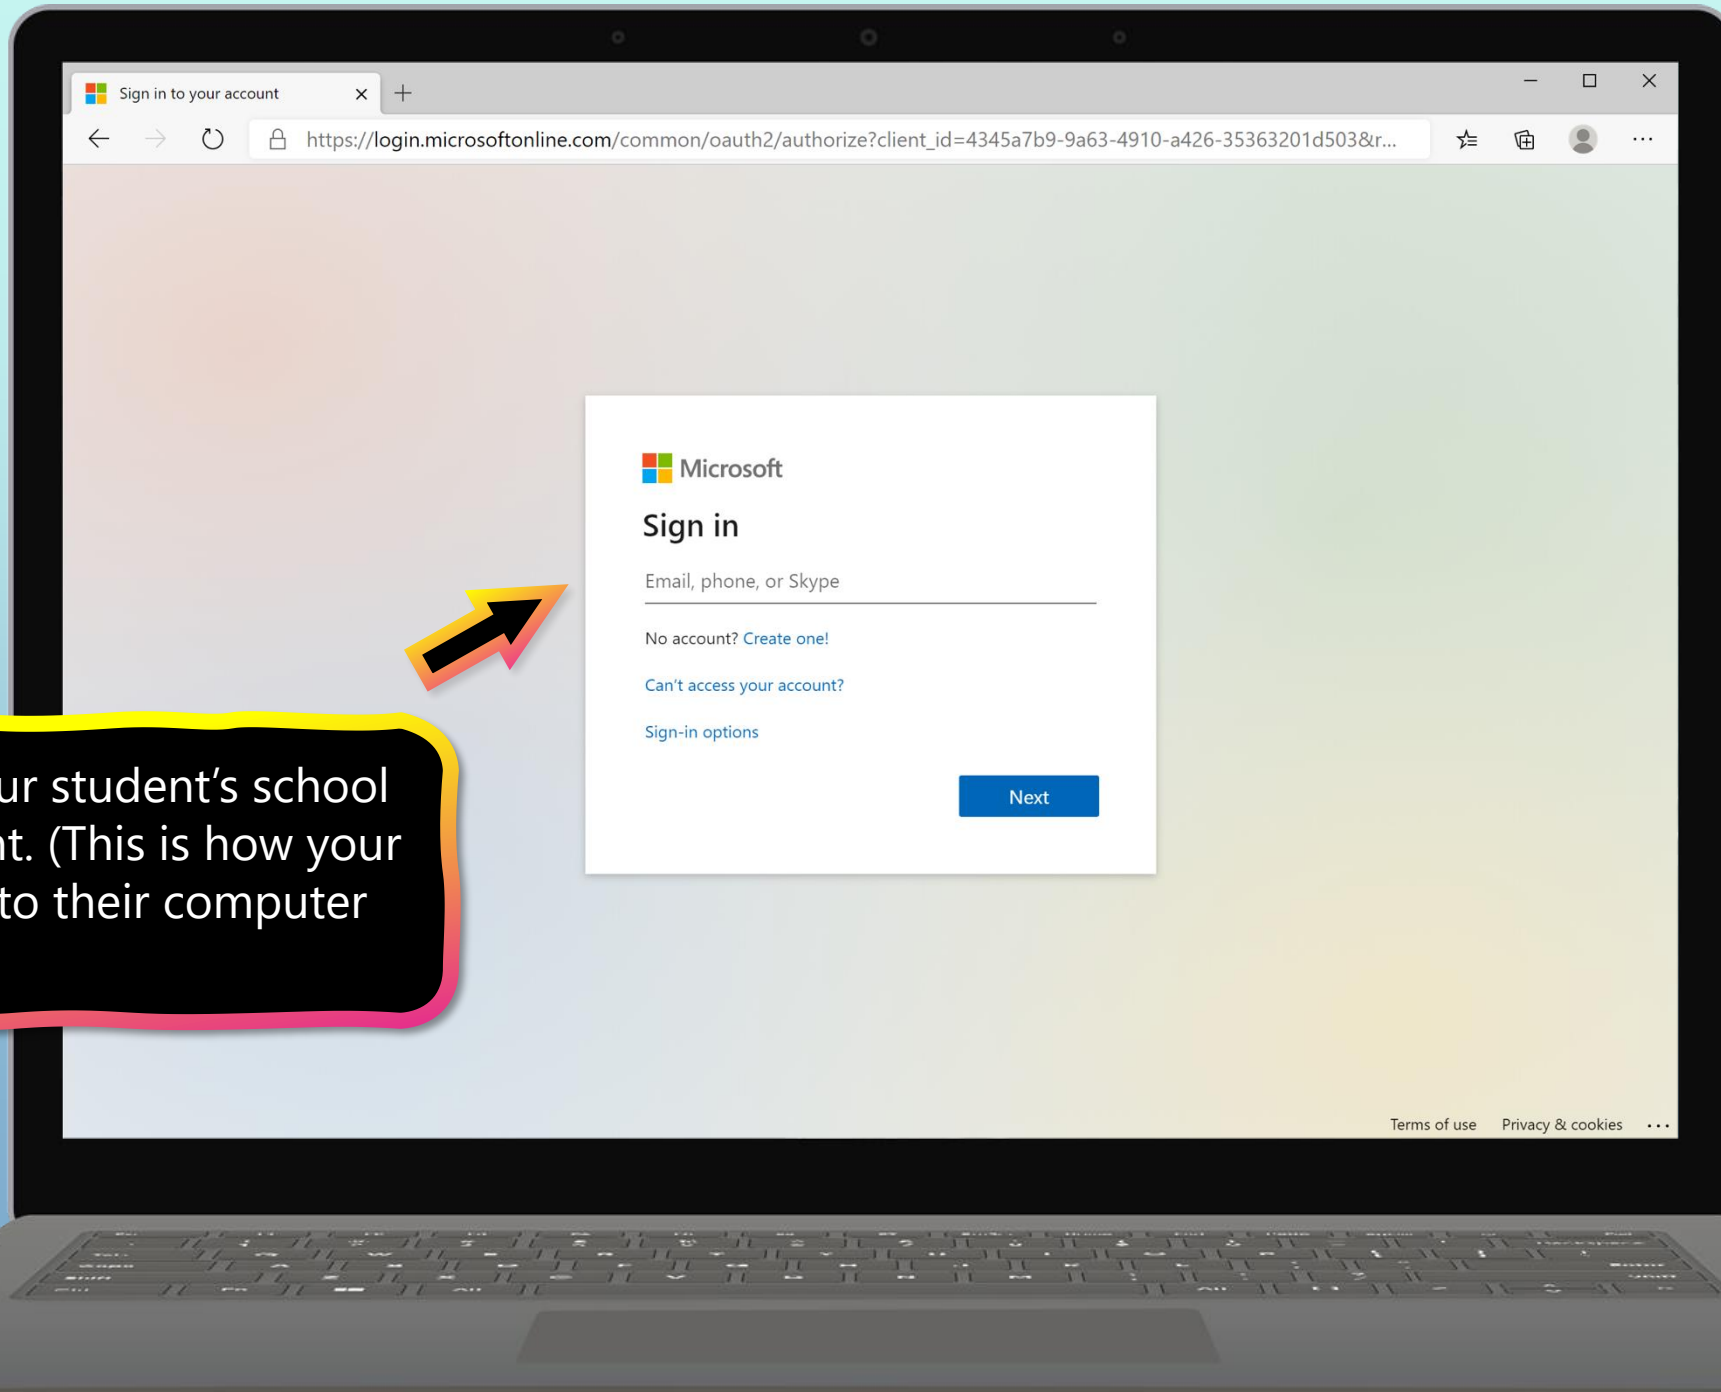 Sign in to your account
https://login.microsoftonline.com/common/oauth2/authorize?client_id=4345a7b9-9a63-4910-a426-35363201d503&r...
Microsoft
Sign in
Email, phone, or Skype
No account? Create one!
Can't access your account?
Sign-in options
Next
ur student's school
nt. (This is how your
to their computer
Terms of use Privacy & cookies